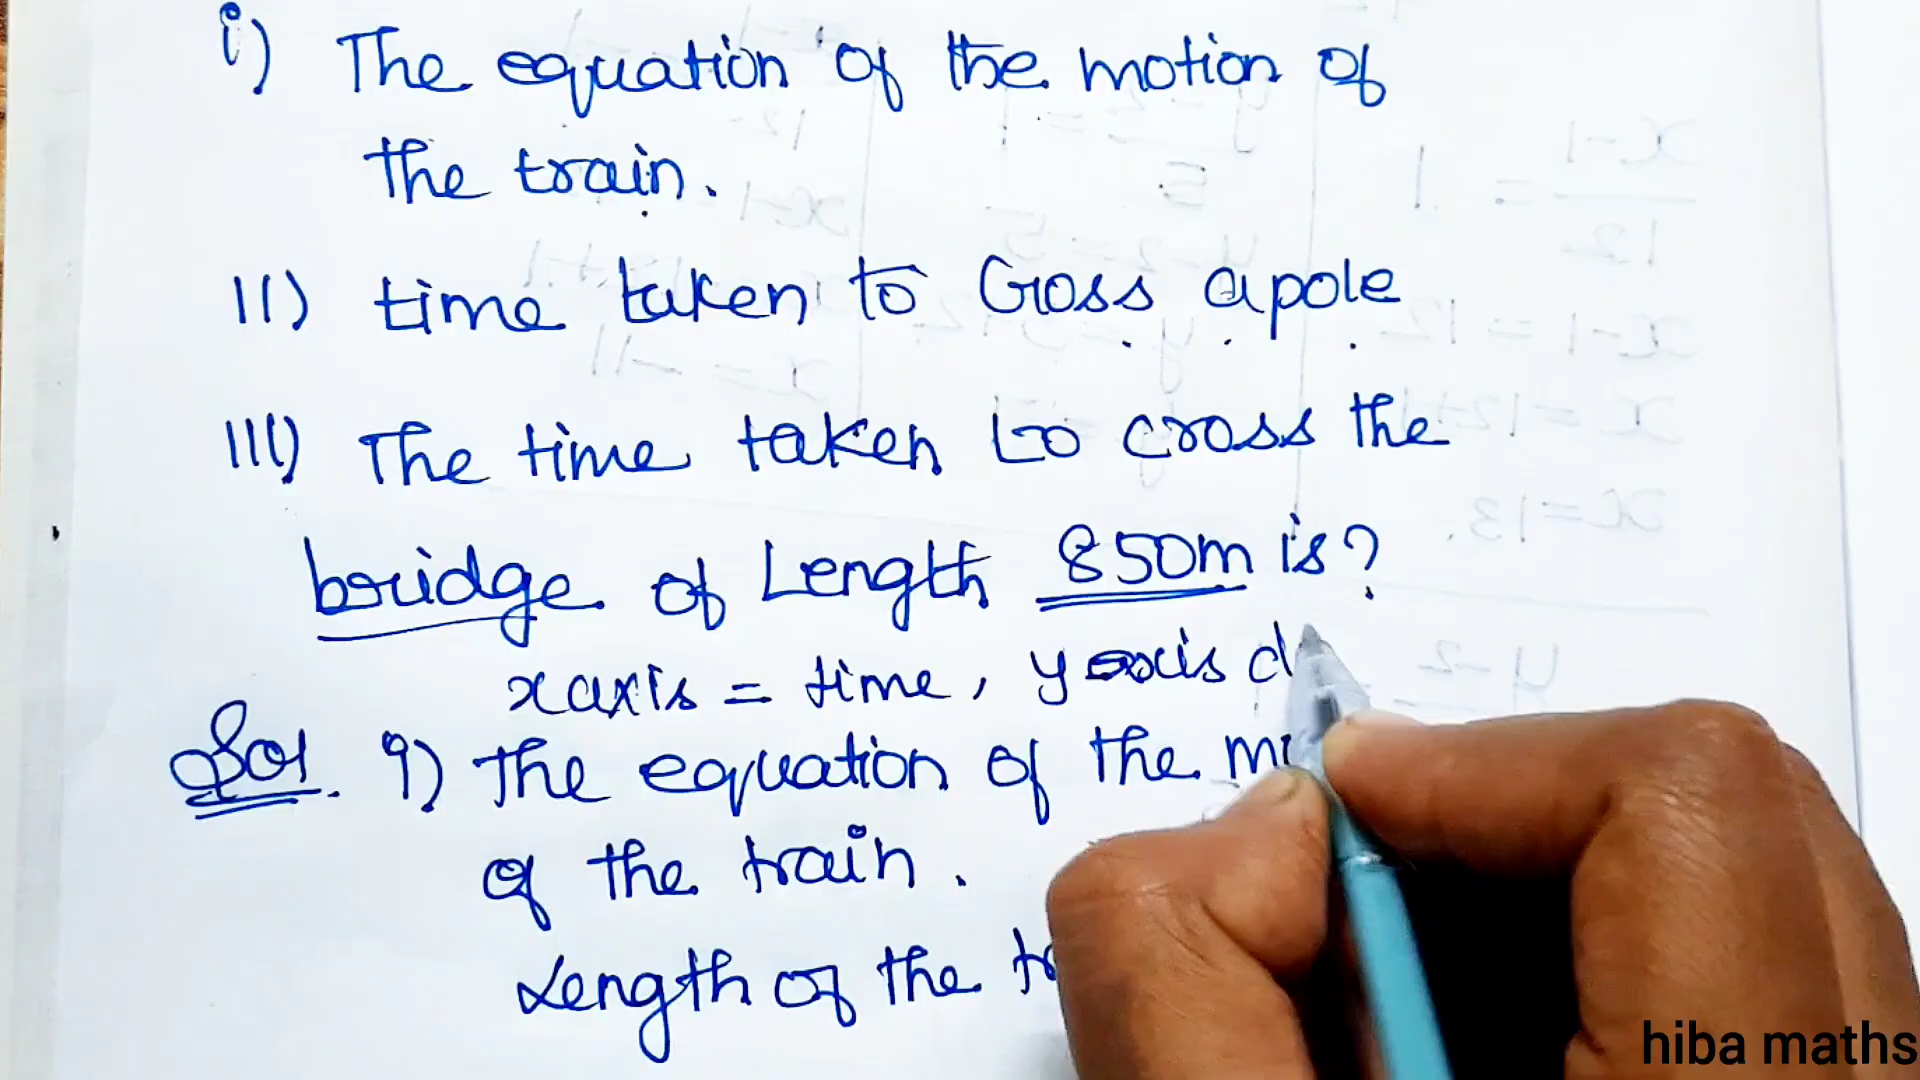 i) The equation of the motion of
the train.
II) time taken to Cross a pole
III) The time taken to cross the
bridge of Length 850m is?
x axis = time, y axis d
Sol. i) The equation of the
of the train.
Length of the
hiba maths